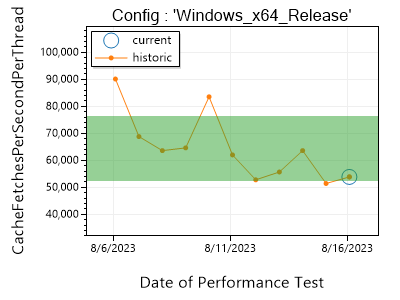 Config : 'Windows_x64_Release'
CacheFetchesPerSecondPerThread
current
historic
100,000
90,000
80,000
70,000
60,000
50,000
40,000
8/6/2023
8/11/2023
8/16/2023
Date of Performance Test